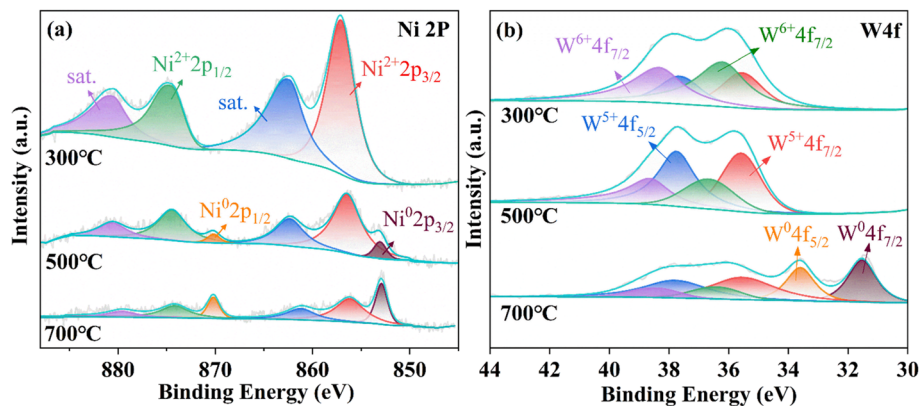 (a)
Ni 2P
sat.
Ni²⁺2p₁/₂
sat.
Ni²⁺2p₃/₂
300°C
Ni⁰2p₁/₂
Ni⁰2p₃/₂
500°C
700°C
880
870
860
850
Binding Energy (eV)
Intensity (a.u.)
(b)
W4f
W⁶⁺4f₇/₂
W⁶⁺4f₇/₂
300°C
W⁵⁺4f₅/₂
W⁵⁺4f₇/₂
500°C
W⁰4f₅/₂
W⁰4f₇/₂
700°C
44
42
40
38
36
34
32
30
Binding Energy (eV)
Intensity (a.u.)